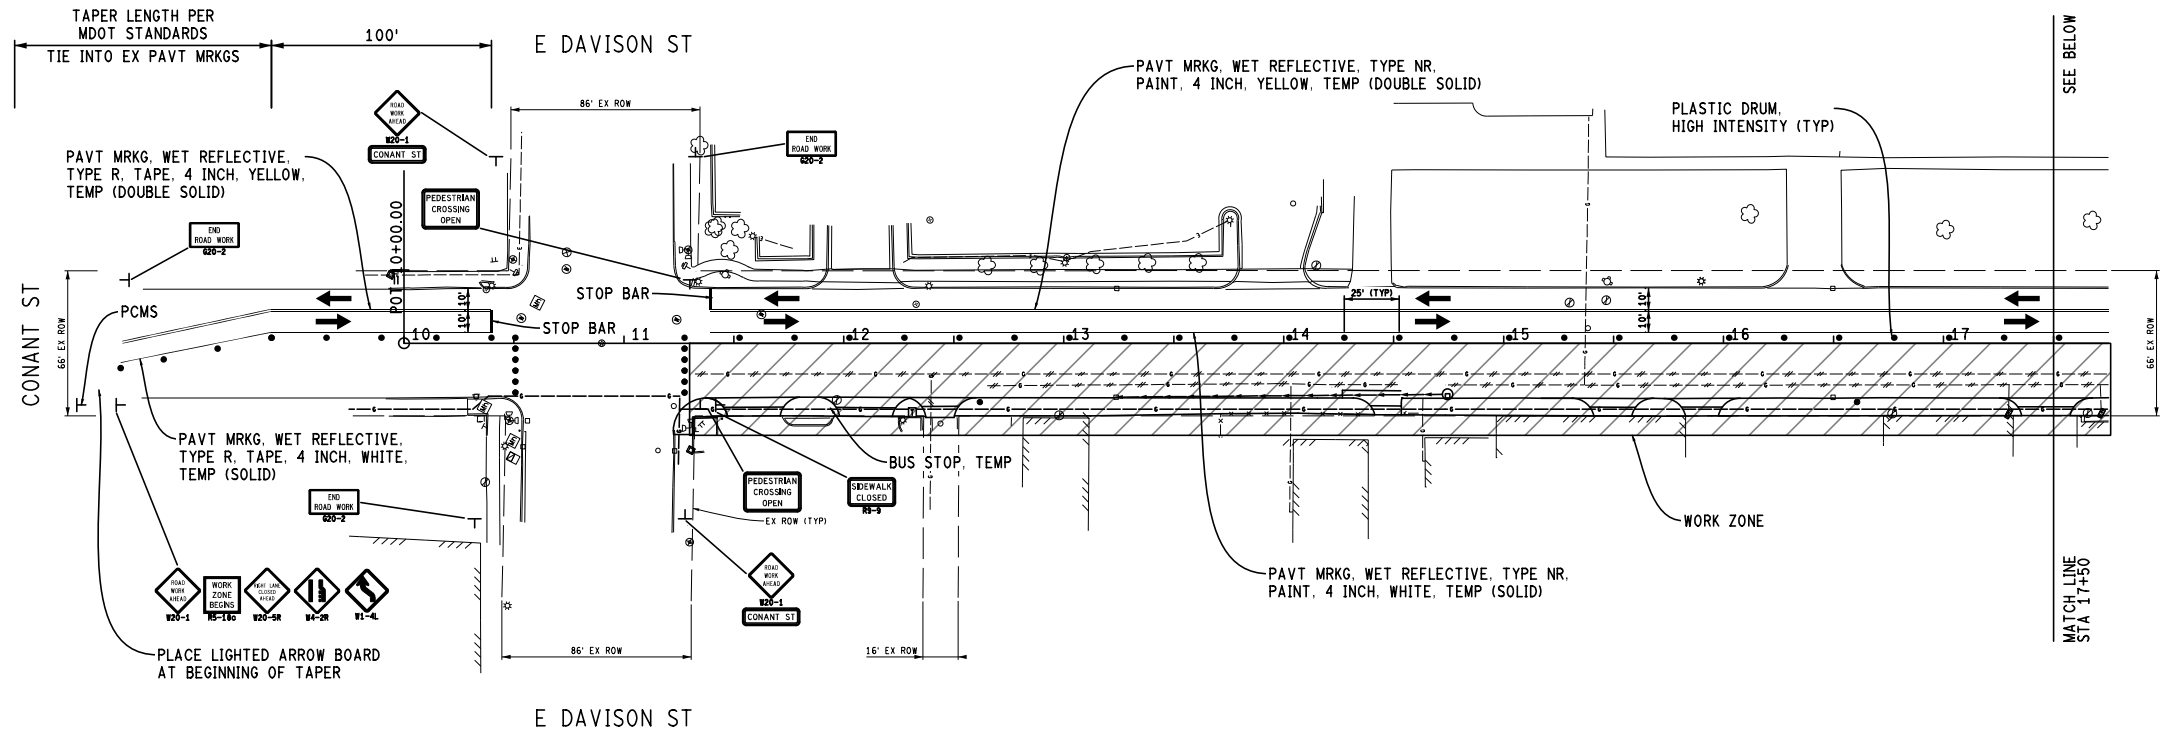 TAPER LENGTH PER
MDOT STANDARDS
TIE INTO EX PAVT MRKGS
100'
E DAVISON ST
86' EX ROW
ROAD
WORK
AHEAD
W20-1
CONANT ST
END
ROAD WORK
G20-2
PAVT MRKG, WET REFLECTIVE, TYPE NR,
PAINT, 4 INCH, YELLOW, TEMP (DOUBLE SOLID)
PLASTIC DRUM,
HIGH INTENSITY (TYP)
SEE BELOW
PAVT MRKG, WET REFLECTIVE,
TYPE R, TAPE, 4 INCH, YELLOW,
TEMP (DOUBLE SOLID)
PEDESTRIAN
CROSSING
OPEN
POT=10+00.00
END
ROAD WORK
G20-2
STOP BAR
STOP BAR
PCMS
CONANT ST
66' EX ROW
10'
10'
25' (TYP)
10'
10'
66' EX ROW
10
11
12
13
14
15
16
17
PAVT MRKG, WET REFLECTIVE,
TYPE R, TAPE, 4 INCH, WHITE,
TEMP (SOLID)
BUS STOP, TEMP
PEDESTRIAN
CROSSING
OPEN
SIDEWALK
CLOSED
R9-9
EX ROW (TYP)
WORK ZONE
END
ROAD WORK
G20-2
ROAD
WORK
AHEAD
W20-1
WORK
ZONE
BEGINS
R5-18c
RIGHT LANE
CLOSED
AHEAD
W20-5R
W4-2R
W1-4L
ROAD
WORK
AHEAD
W20-1
CONANT ST
PAVT MRKG, WET REFLECTIVE, TYPE NR,
PAINT, 4 INCH, WHITE, TEMP (SOLID)
MATCH LINE
STA 17+50
PLACE LIGHTED ARROW BOARD
AT BEGINNING OF TAPER
86' EX ROW
16' EX ROW
E DAVISON ST